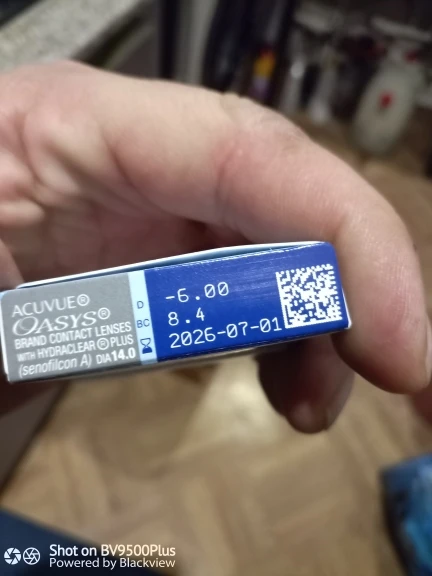 ACUVUE®
OASYS®
BRAND CONTACT LENSES
WITH HYDRACLEAR® PLUS
(senofilcon A) DIA14.0
D -6.00
BC 8.4
2026-07-01
Shot on BV9500Plus
Powered by Blackview